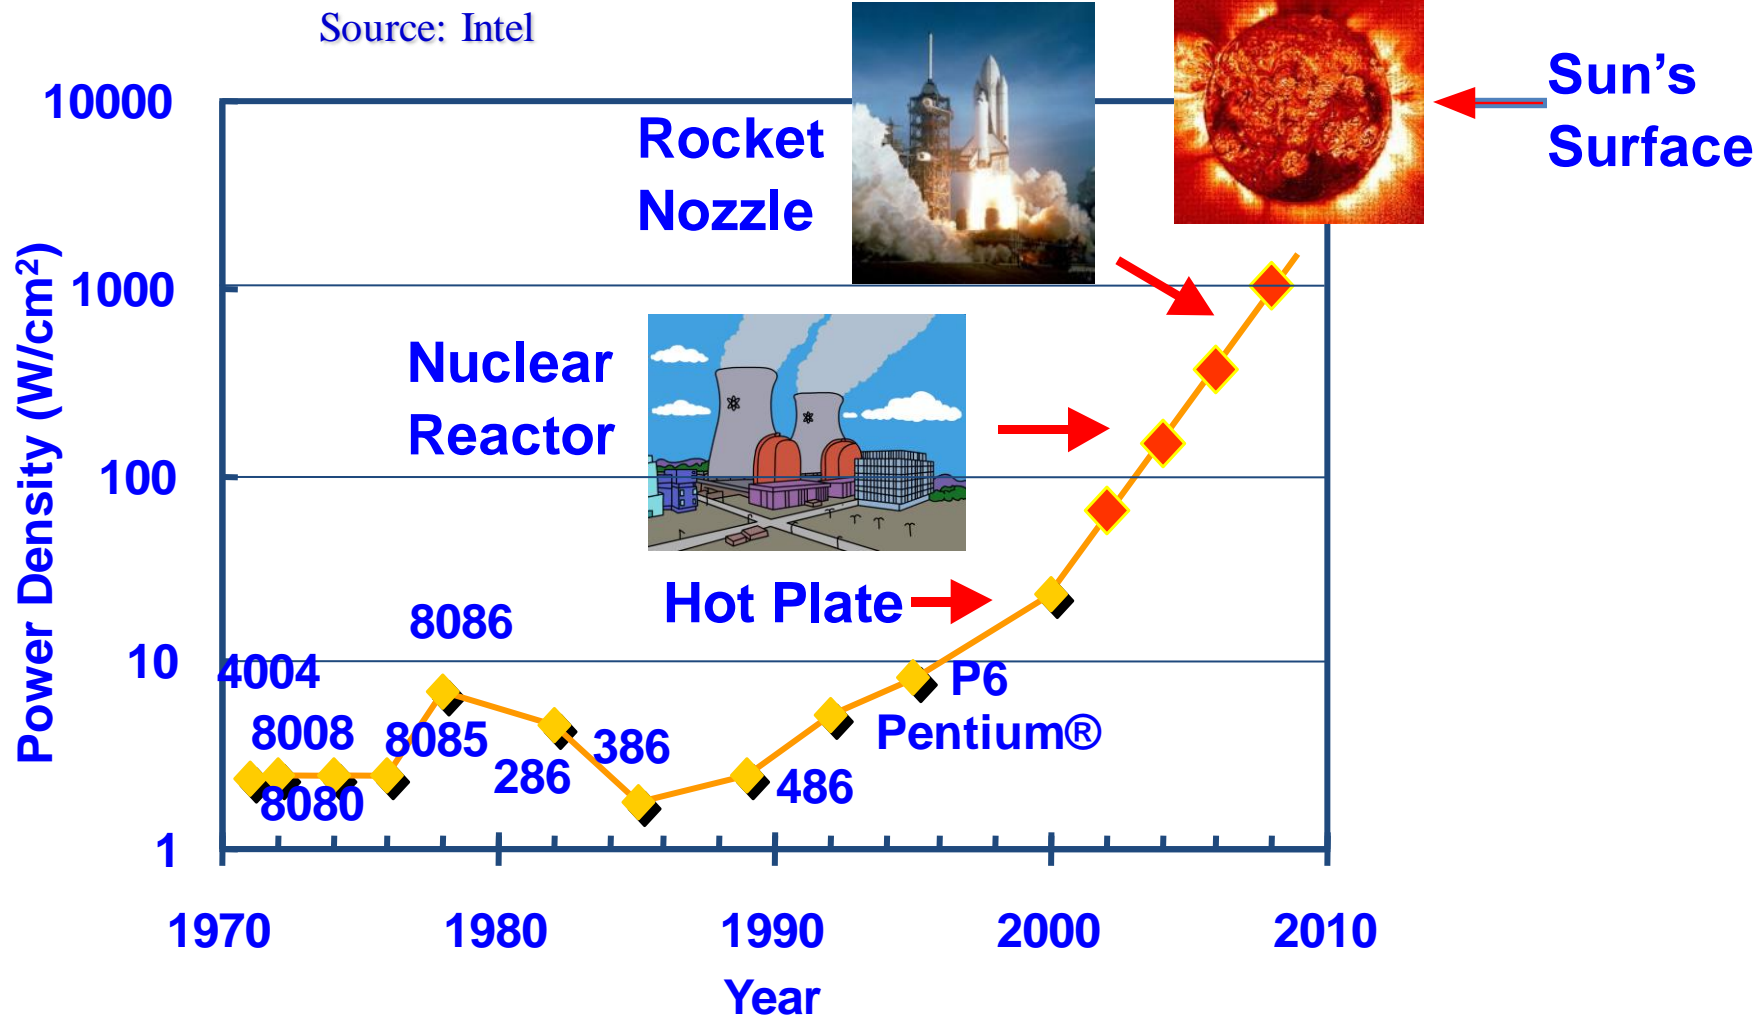 Source: Intel
10000
1000
100
10
1
Power Density (W/cm²)
Rocket
Nozzle
Sun’s
Surface
Nuclear
Reactor
Hot Plate
4004
8008
8080
8086
8085
286
386
486
P6
Pentium®
1970
1980
1990
2000
2010
Year